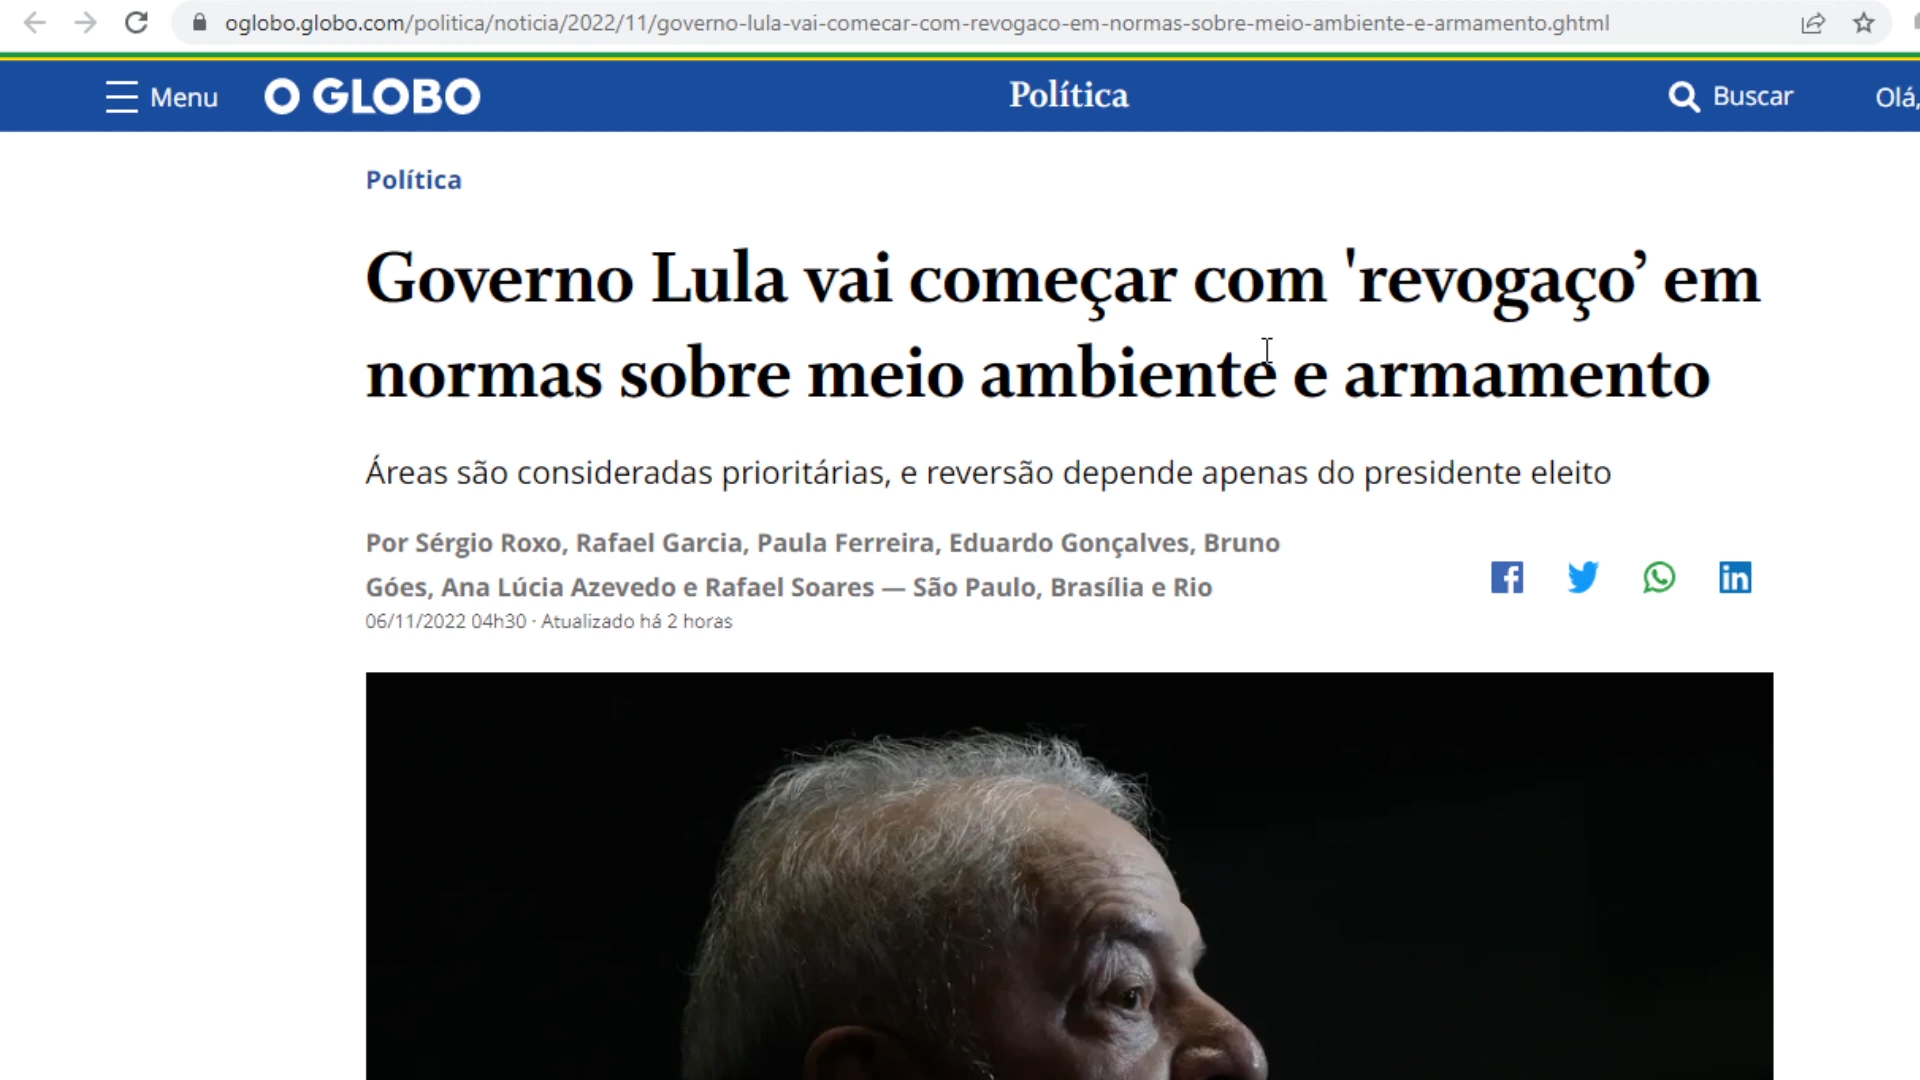 oglobo.globo.com/politica/noticia/2022/11/governo-lula-vai-comecar-com-revogaco-em-normas-sobre-meio-ambiente-e-armamento.ghtml
Menu O GLOBO Política Buscar Olá,
Política
Governo Lula vai começar com 'revogaço’ em
normas sobre meio ambiente e armamento
Áreas são consideradas prioritárias, e reversão depende apenas do presidente eleito
Por Sérgio Roxo, Rafael Garcia, Paula Ferreira, Eduardo Gonçalves, Bruno
Góes, Ana Lúcia Azevedo e Rafael Soares — São Paulo, Brasília e Rio
06/11/2022 04h30 · Atualizado há 2 horas